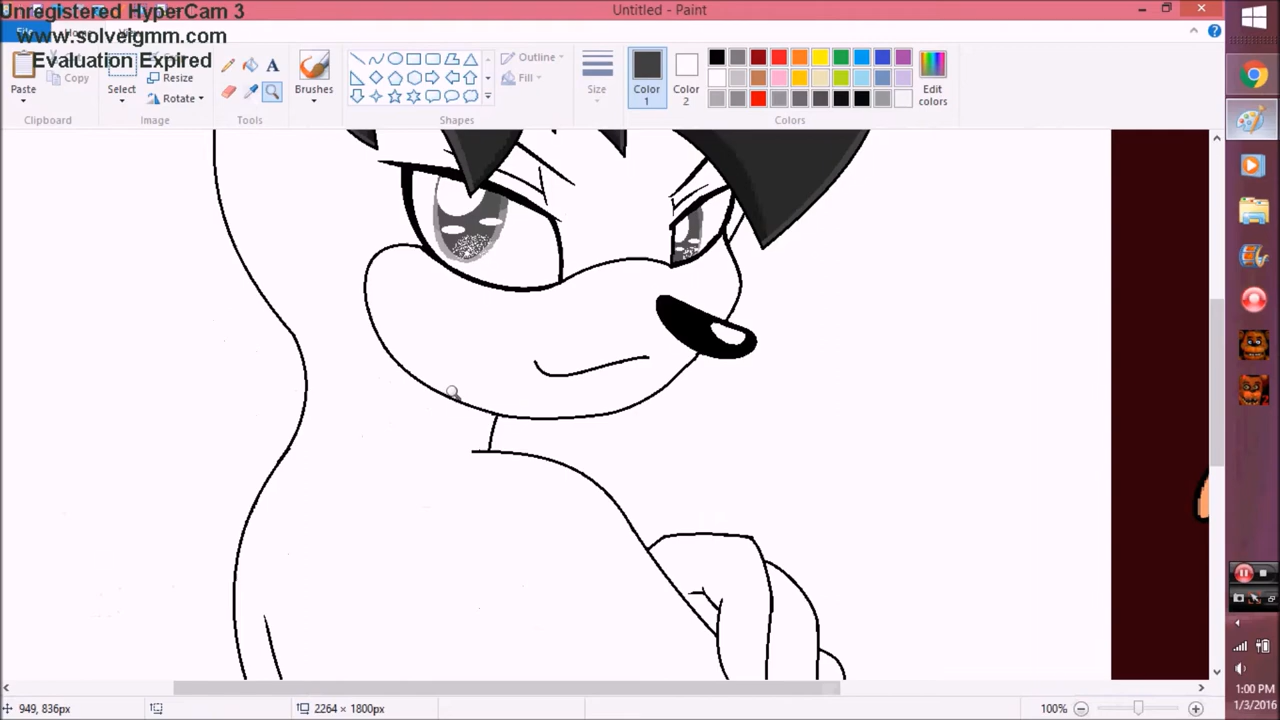 Unregistered HyperCam 3
Untitled - Paint
www.solveigmm.com
Evaluation Expired
Paste
Copy
Select
Resize
Rotate
Brushes
Outline
Fill
Size
Color 1
Color 2
Edit colors
Clipboard
Image
Tools
Shapes
Colors
949, 836px
2264 × 1800px
100%
1:00 PM
1/3/2016